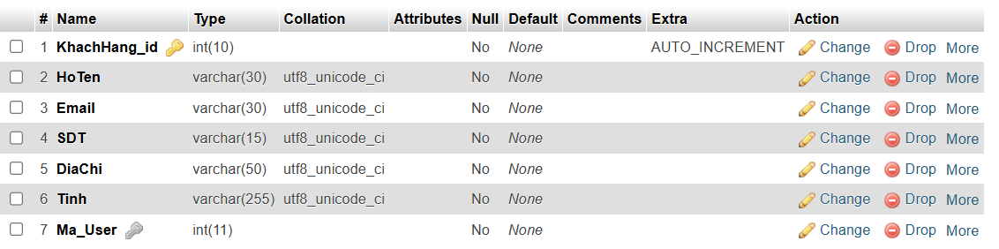 # Name Type Collation Attributes Null Default Comments Extra Action
1 KhachHang_id int(10) No None AUTO_INCREMENT Change Drop More
2 HoTen varchar(30) utf8_unicode_ci No None Change Drop More
3 Email varchar(30) utf8_unicode_ci No None Change Drop More
4 SDT varchar(15) utf8_unicode_ci No None Change Drop More
5 DiaChi varchar(50) utf8_unicode_ci No None Change Drop More
6 Tinh varchar(255) utf8_unicode_ci No None Change Drop More
7 Ma_User int(11) No None Change Drop More